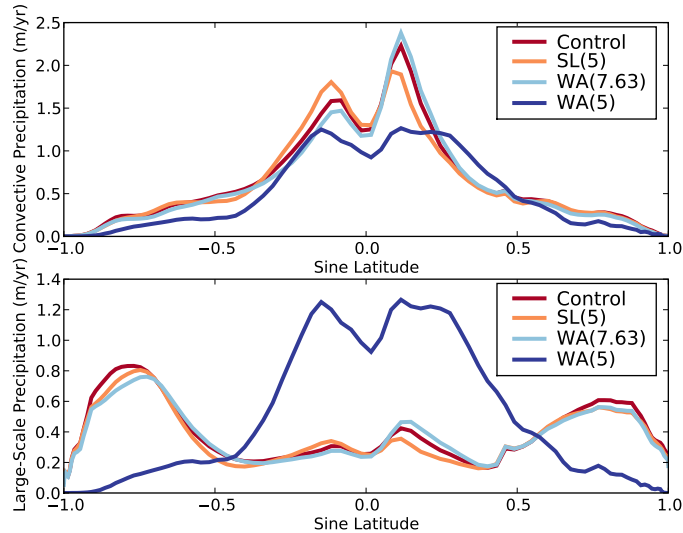 Convective Precipitation (m/yr)
2.5
2.0
1.5
1.0
0.5
0.0
Control
SL(5)
WA(7.63)
WA(5)
−1.0 −0.5 0.0 0.5 1.0
Sine Latitude
Large-Scale Precipitation (m/yr)
1.4
1.2
1.0
0.8
0.6
0.4
0.2
0.0
Control
SL(5)
WA(7.63)
WA(5)
−1.0 −0.5 0.0 0.5 1.0
Sine Latitude